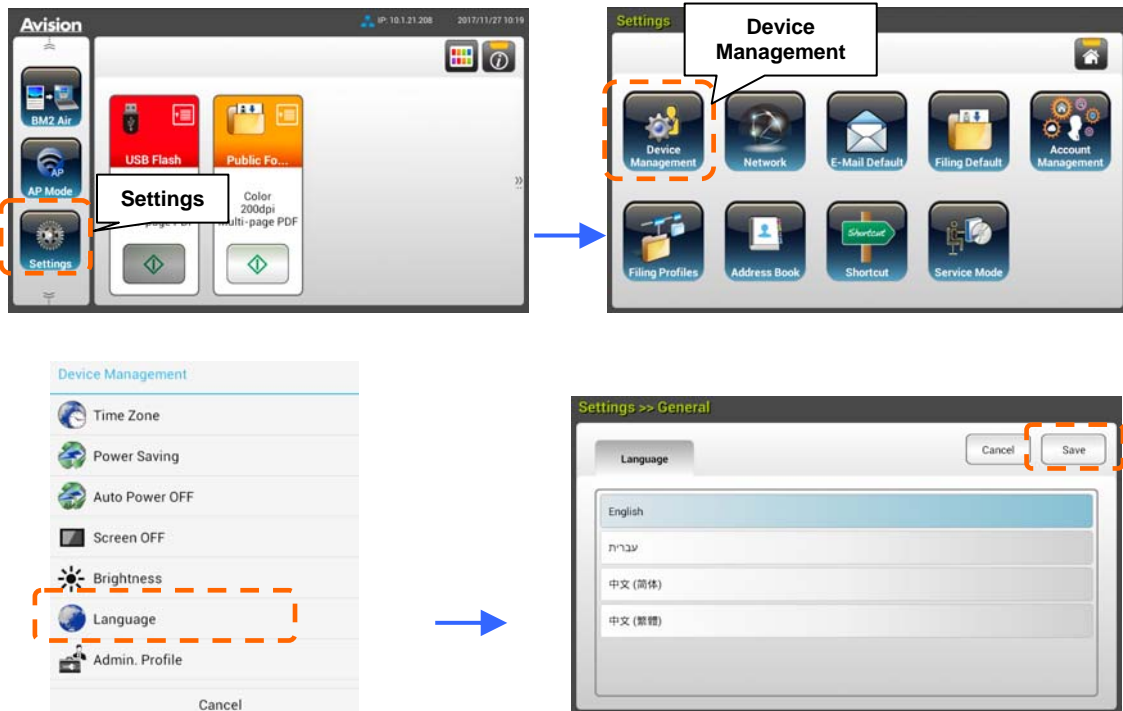 Avision
IP: 10.1.21.208
2017/11/27 10:19
BM2 Air
AP
AP Mode
Settings
USB Flash
Public Fo...
Settings
Color
200dpi
multi-page PDF
Settings
Device
Management
Device
Management
Network
E-Mail Default
Filing Default
Account
Management
Filing Profiles
Address Book
Shortcut
Shortcut
Service Mode
Device Management
Time Zone
Power Saving
Auto Power OFF
Screen OFF
Brightness
Language
Admin. Profile
Cancel
Settings >> General
Language
Cancel
Save
English
עברית
中文 (简体)
中文 (繁體)